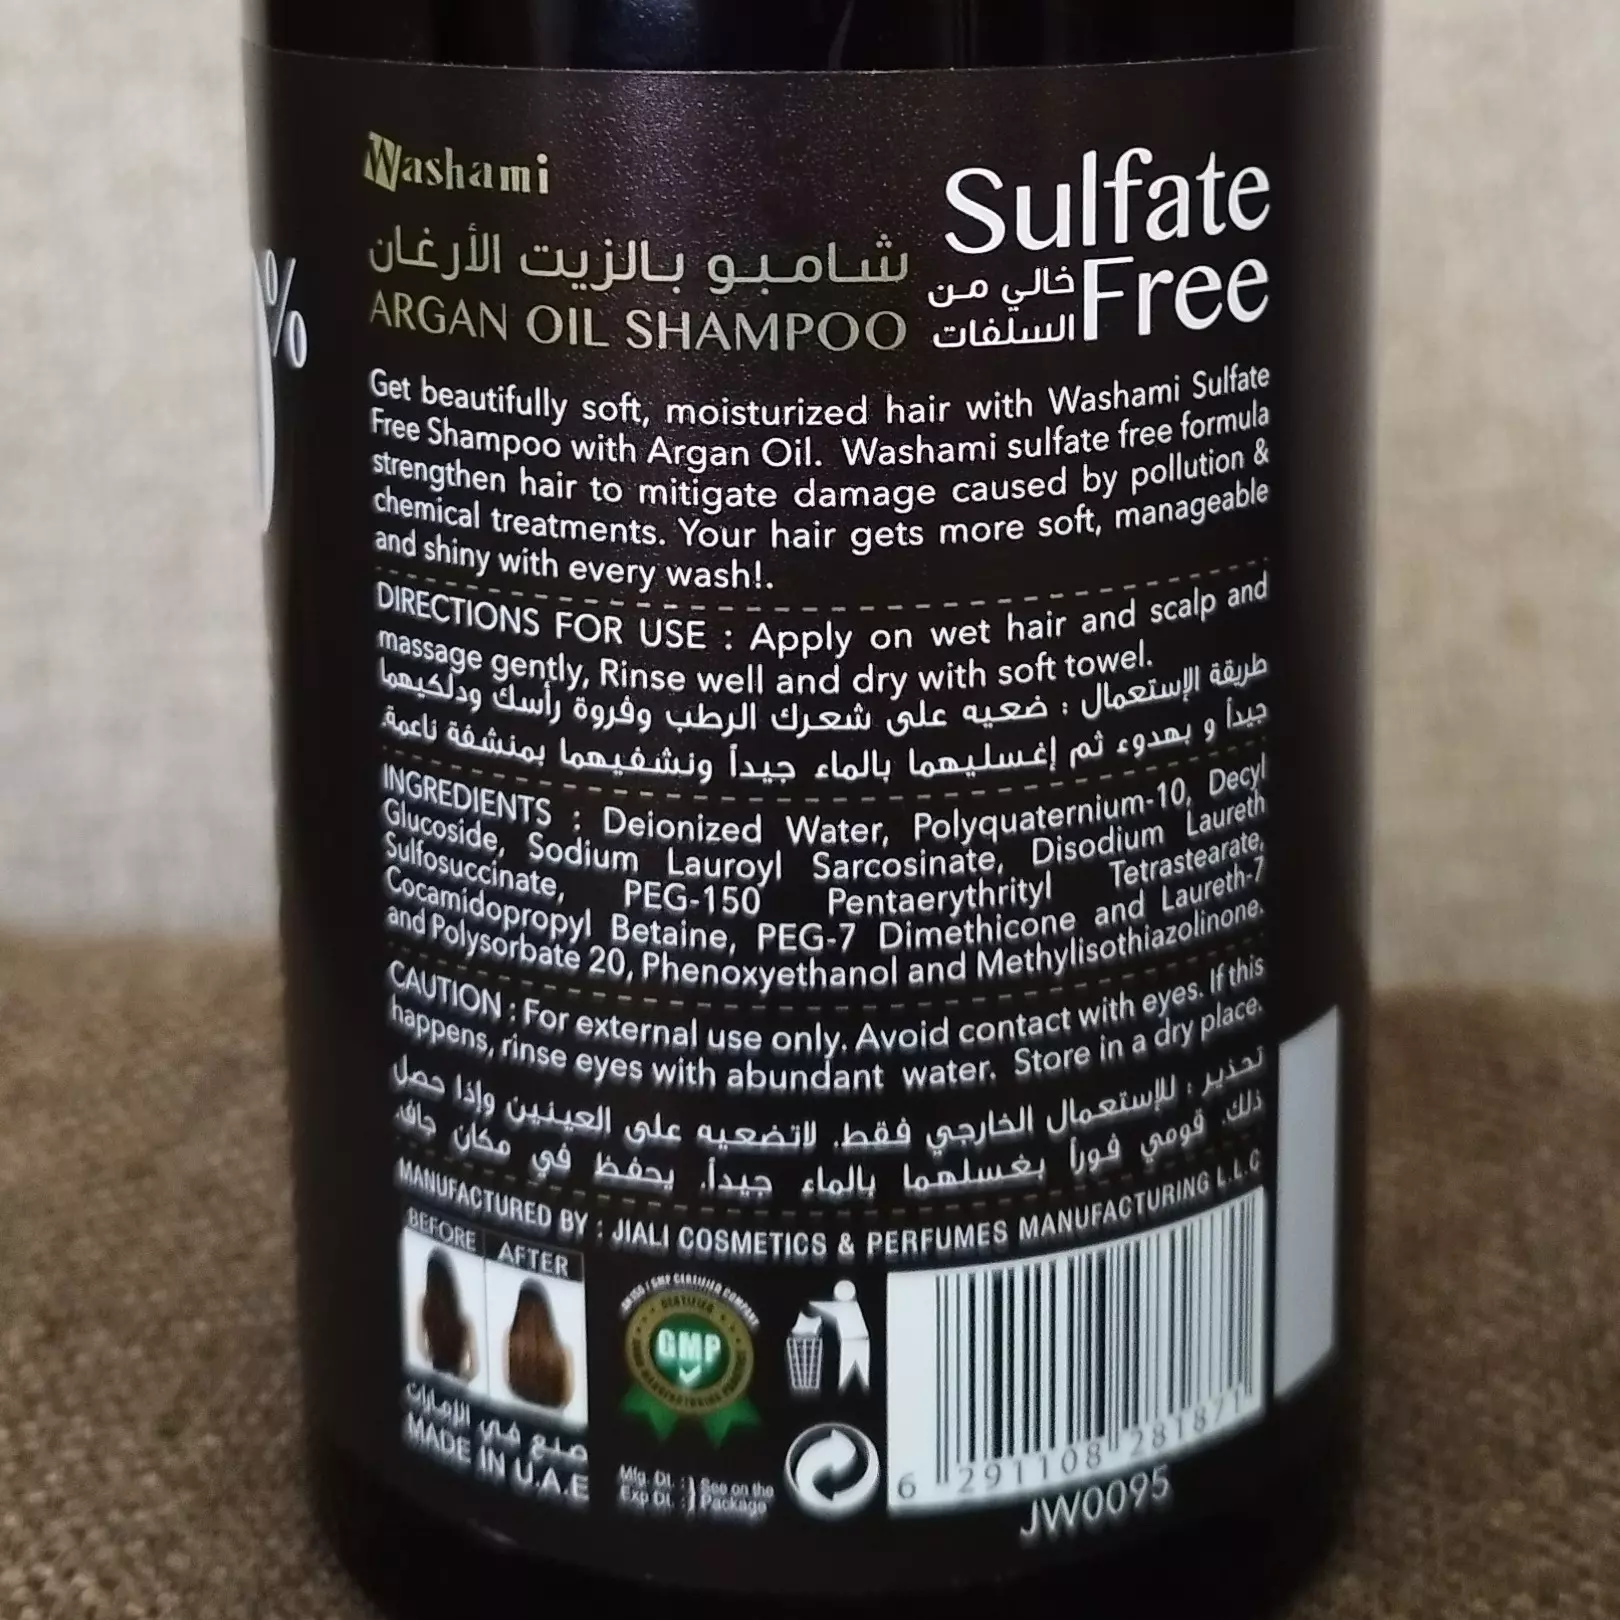 Washami
شامبو بالزيت الأرغان
ARGAN OIL SHAMPOO
Sulfate
Free
خالي من
السلفات
%
Get beautifully soft, moisturized hair with Washami Sulfate
Free Shampoo with Argan Oil. Washami sulfate free formula
strengthen hair to mitigate damage caused by pollution &
chemical treatments. Your hair gets more soft, manageable
and shiny with every wash!.
DIRECTIONS FOR USE : Apply on wet hair and scalp and
massage gently, Rinse well and dry with soft towel.
طريقة الإستعمال : ضعيه على شعرك الرطب وفروة رأسك ودلكيهما
جيداً و بهدوء ثم إغسليهما بالماء جيداً ونشفيهما بمنشفة ناعمة
INGREDIENTS : Deionized Water, Polyquaternium-10, Decyl
Glucoside, Sodium Lauroyl Sarcosinate, Disodium Laureth
Sulfosuccinate, PEG-150 Pentaerythrityl Tetrastearate,
Cocamidopropyl Betaine, PEG-7 Dimethicone and Laureth-7
and Polysorbate 20, Phenoxyethanol and Methylisothiazolinone.
CAUTION : For external use only. Avoid contact with eyes. If this
happens, rinse eyes with abundant water. Store in a dry place.
تحذير : للإستعمال الخارجي فقط. لاتضعيه على العينين وإذا حصل
ذلك. قومي فوراً بغسلهما بالماء جيداً. يحفظ في مكان جاف.
MANUFACTURED BY : JIALI COSMETICS & PERFUMES MANUFACTURING L.L.C
BEFORE AFTER
صنع في الإمارات
MADE IN U.A.E
AN ISO / GMP CERTIFIED COMPANY
CERTIFIED
GMP
Mfg. Dt. :
Exp Dt. :
See on the
Package
6 291108 281871
JW0095